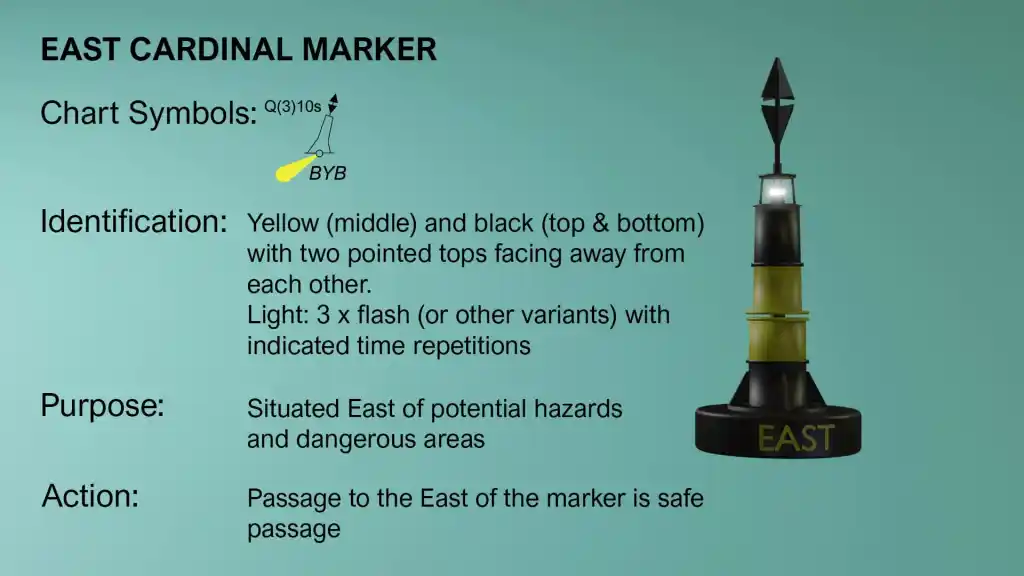 EAST CARDINAL MARKER
Chart Symbols:
Q(3)10s
BYB
Identification:
Yellow (middle) and black (top & bottom)
with two pointed tops facing away from
each other.
Light: 3 x flash (or other variants) with
indicated time repetitions
Purpose:
Situated East of potential hazards
and dangerous areas
Action:
Passage to the East of the marker is safe
passage
EAST